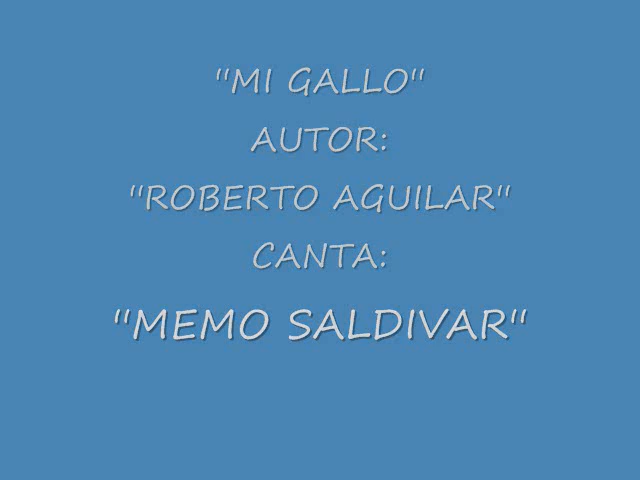 "MI GALLO"
AUTOR:
"ROBERTO AGUILAR"
CANTA:
"MEMO SALDIVAR"